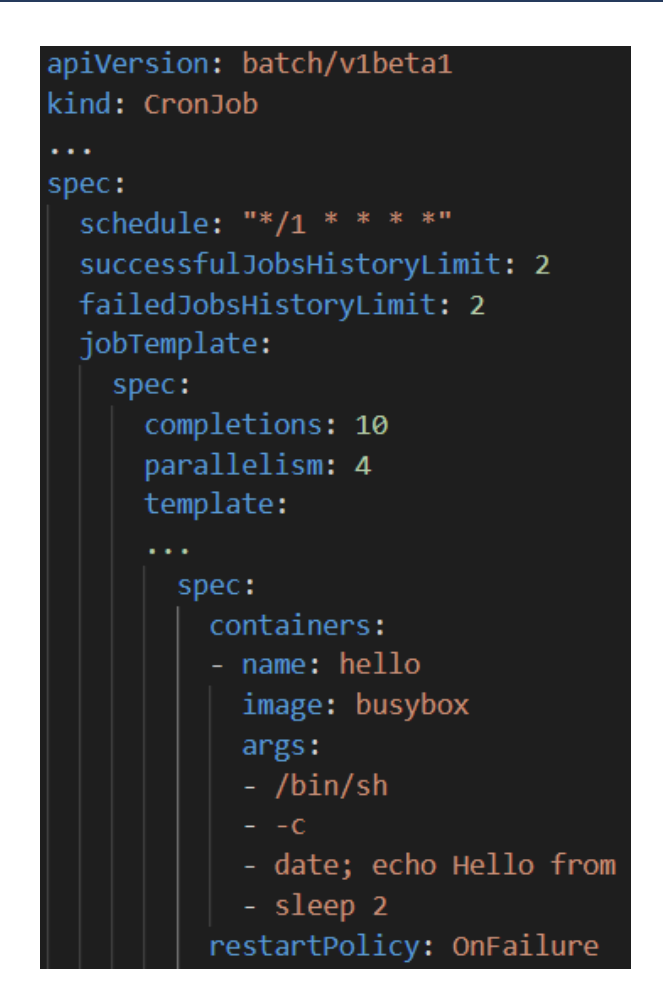 apiVersion: batch/v1beta1
kind: CronJob
...
spec:
  schedule: "*/1 * * * *"
  successfulJobsHistoryLimit: 2
  failedJobsHistoryLimit: 2
  jobTemplate:
    spec:
      completions: 10
      parallelism: 4
      template:
      ...
        spec:
          containers:
          - name: hello
            image: busybox
            args:
            - /bin/sh
            - -c
            - date; echo Hello from
            - sleep 2
          restartPolicy: OnFailure